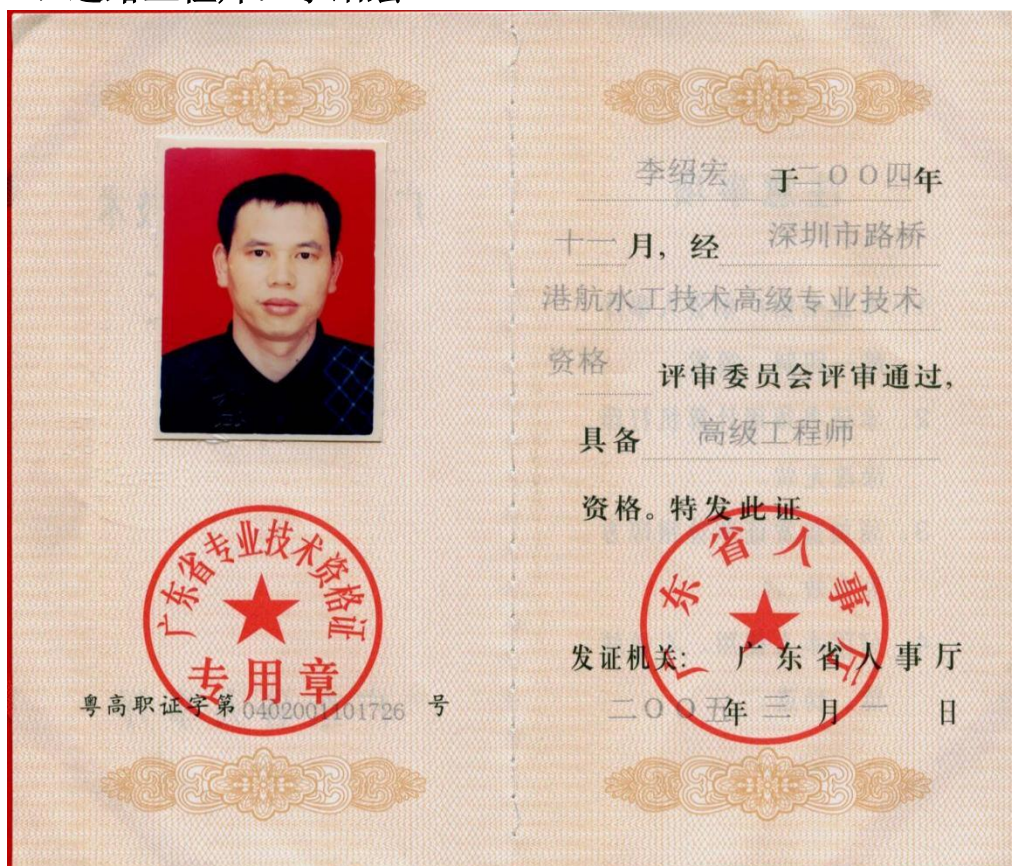 广东省专业技术资格证
专用章
粤高职证字第 0402001101726 号
李绍宏 于二〇〇四年
十一月，经 深圳市路桥
港航水工技术高级专业技术
资格 评审委员会评审通过，
具备 高级工程师
资格。特发此证
广东省人事厅
发证机关： 广东省人事厅
二〇〇五年三月一日